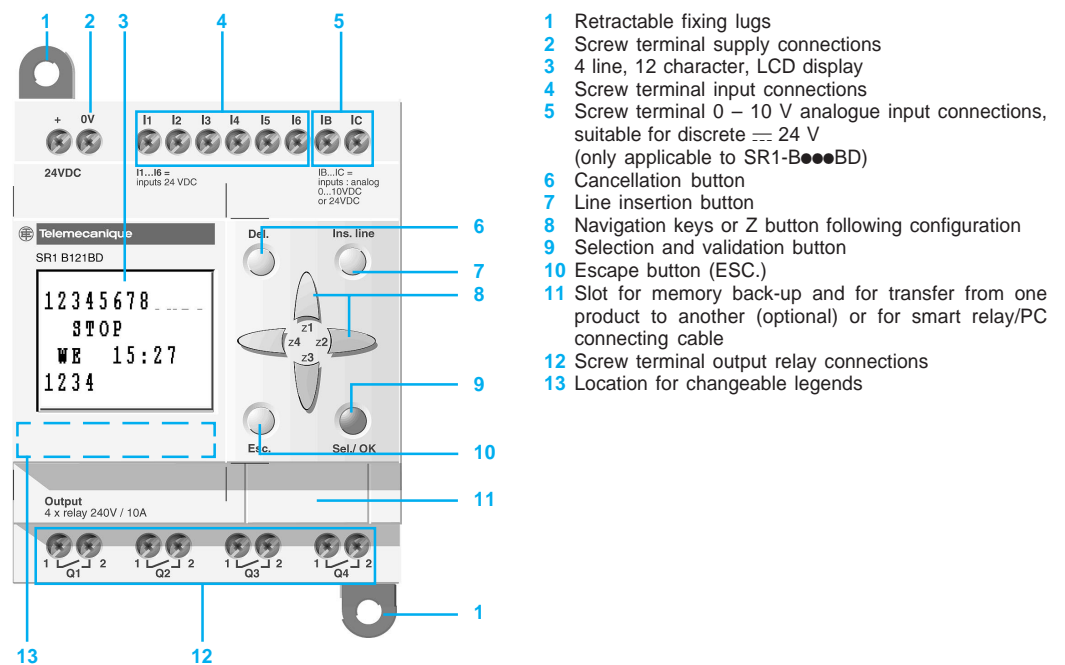 1 2 3 4 5
+ 0V I1 I2 I3 I4 I5 I6 IB IC
24VDC
I1...I6 =
inputs 24 VDC
IB...IC =
inputs : analog
0...10VDC
or 24VDC
Telemecanique
SR1 B121BD
12345678_ _ _ _
STOP
WE 15:27
1234
Del. Ins. line
z1
z4 z2
z3
Esc. Sel./ OK
6
7
8
9
10
11
Output
4 x relay 240V / 10A
1 2 1 2 1 2 1 2
Q1 Q2 Q3 Q4
1
13 12
1 Retractable fixing lugs
2 Screw terminal supply connections
3 4 line, 12 character, LCD display
4 Screw terminal input connections
5 Screw terminal 0 – 10 V analogue input connections,
suitable for discrete ⎓ 24 V
(only applicable to SR1-B●●●BD)
6 Cancellation button
7 Line insertion button
8 Navigation keys or Z button following configuration
9 Selection and validation button
10 Escape button (ESC.)
11 Slot for memory back-up and for transfer from one
product to another (optional) or for smart relay/PC
connecting cable
12 Screw terminal output relay connections
13 Location for changeable legends